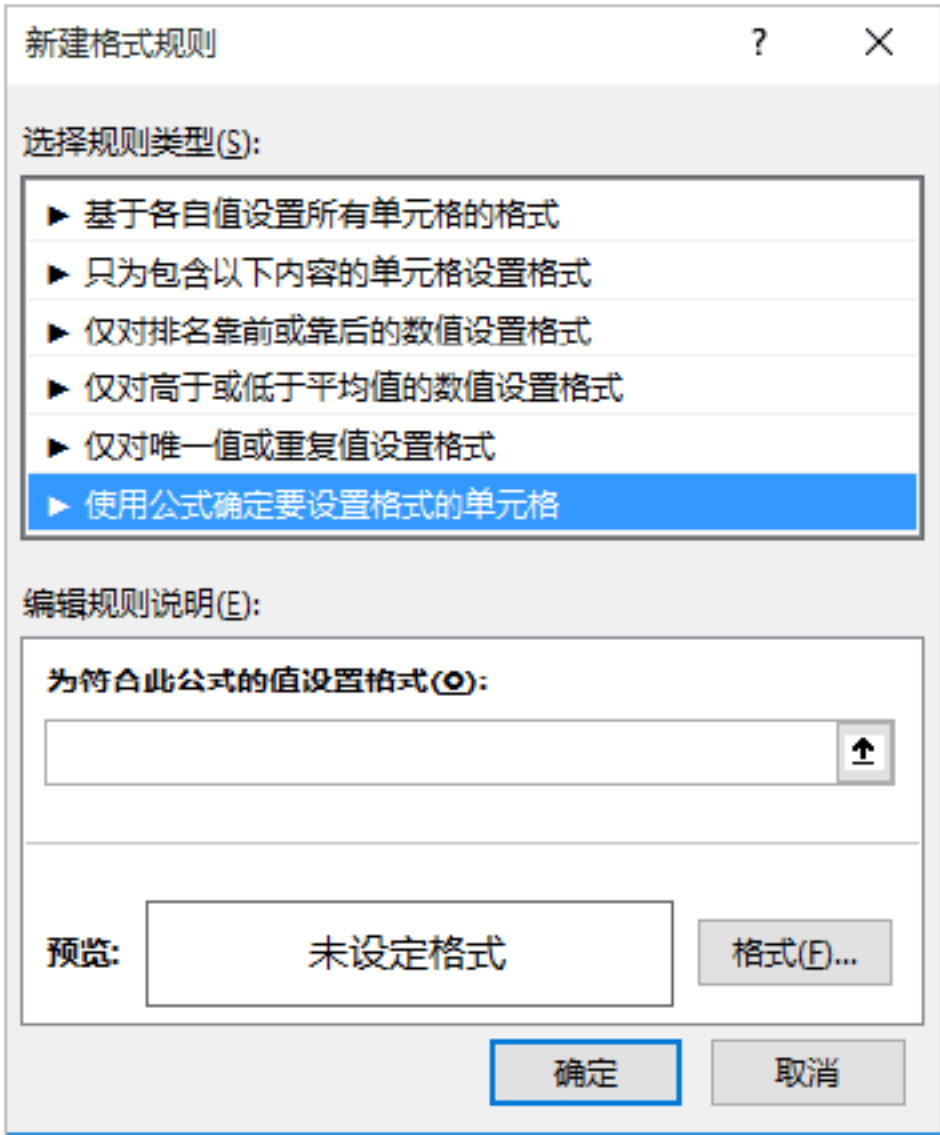 新建格式规则 ?
选择规则类型(S):
► 基于各自值设置所有单元格的格式
► 只为包含以下内容的单元格设置格式
► 仅对排名靠前或靠后的数值设置格式
► 仅对高于或低于平均值的数值设置格式
► 仅对唯一值或重复值设置格式
► 使用公式确定要设置格式的单元格
编辑规则说明(E):
为符合此公式的值设置格式(O):
预览: 未设定格式 格式(F)...
确定 取消